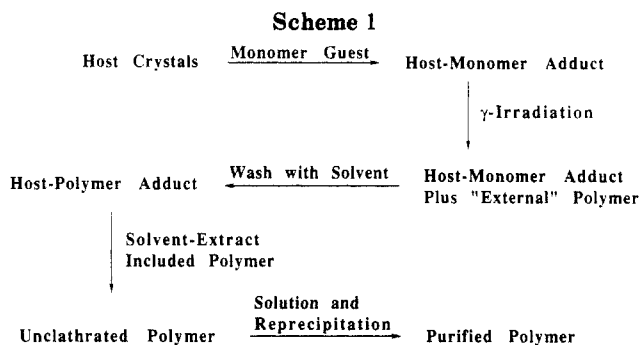 Scheme 1
Host Crystals
Monomer Guest
Host-Monomer Adduct
γ-Irradiation
Host-Polymer Adduct
Wash with Solvent
Host-Monomer Adduct
Plus "External" Polymer
Solvent-Extract
Included Polymer
Unclathrated Polymer
Solution and
Reprecipitation
Purified Polymer